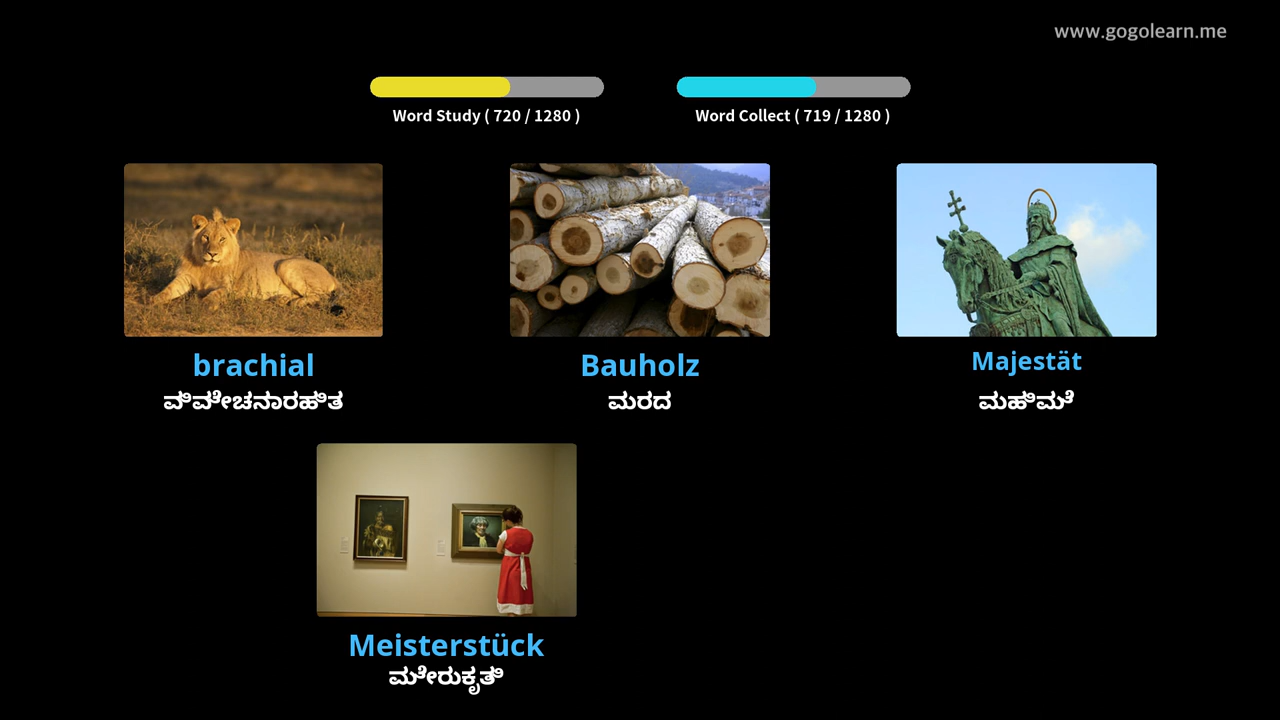 www.gogolearn.me
Word Study ( 720 / 1280 )
Word Collect ( 719 / 1280 )
brachial
ವಿವೇಚನಾರಹಿತ
Bauholz
ಮರದ
Majestät
ಮಹಿಮೆ
Meisterstück
ಮೇರುಕೃತಿ